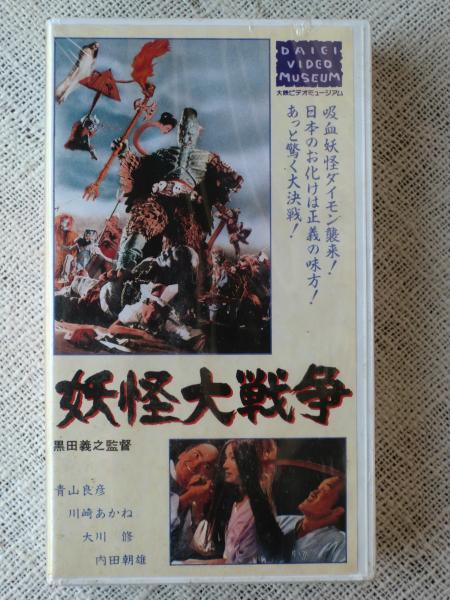 DAIEI
VIDEO
MUSEUM
大映ビデオミュージアム
吸血妖怪ダイモン襲来!
日本のお化けは正義の味方!
あっと驚く大決戦!
妖怪大戦争
黒田義之監督
青山良彦
川崎あかね
大川 修
内田朝雄